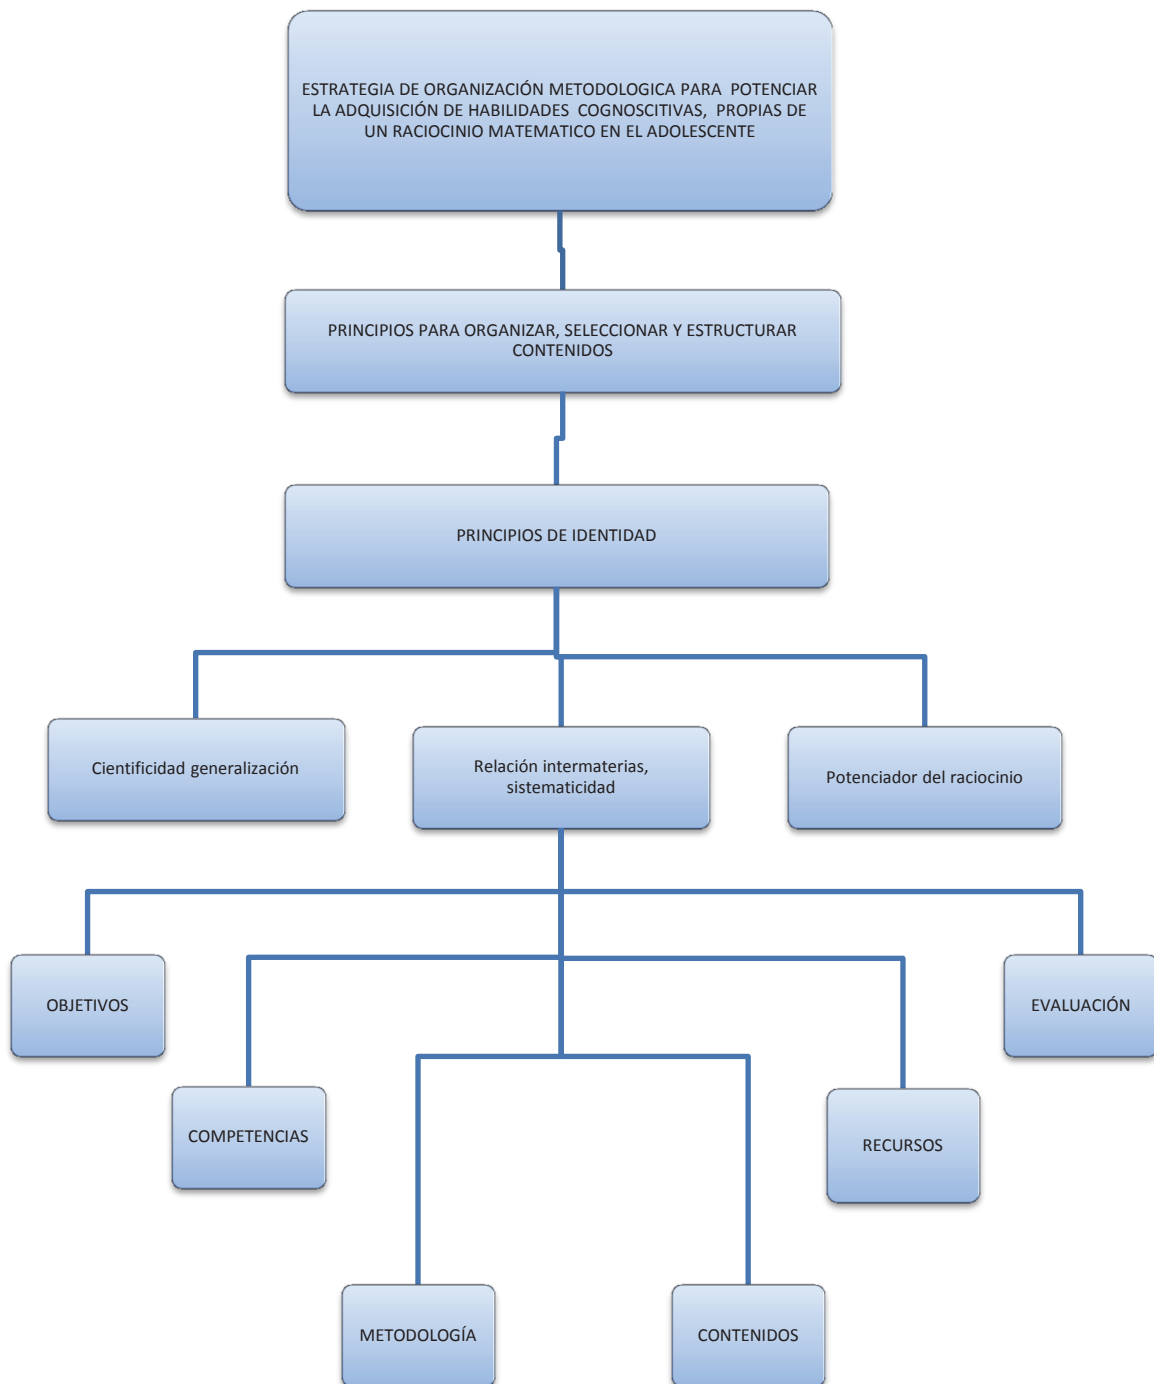 ESTRATEGIA DE ORGANIZACIÓN METODOLOGICA PARA POTENCIAR
LA ADQUISICIÓN DE HABILIDADES COGNOSCITIVAS, PROPIAS DE
UN RACIOCINIO MATEMATICO EN EL ADOLESCENTE
PRINCIPIOS PARA ORGANIZAR, SELECCIONAR Y ESTRUCTURAR
CONTENIDOS
PRINCIPIOS DE IDENTIDAD
Cientificidad generalización
Relación intermaterias,
sistematicidad
Potenciador del raciocinio
OBJETIVOS
EVALUACIÓN
COMPETENCIAS
RECURSOS
METODOLOGÍA
CONTENIDOS